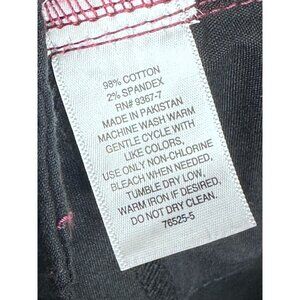 98% COTTON
2% SPANDEX
RN# 9367-7
MADE IN PAKISTAN
MACHINE WASH WARM
GENTLE CYCLE WITH
LIKE COLORS,
USE ONLY NON-CHLORINE
BLEACH WHEN NEEDED,
TUMBLE DRY LOW,
WARM IRON IF DESIRED,
DO NOT DRY CLEAN.
76525-5